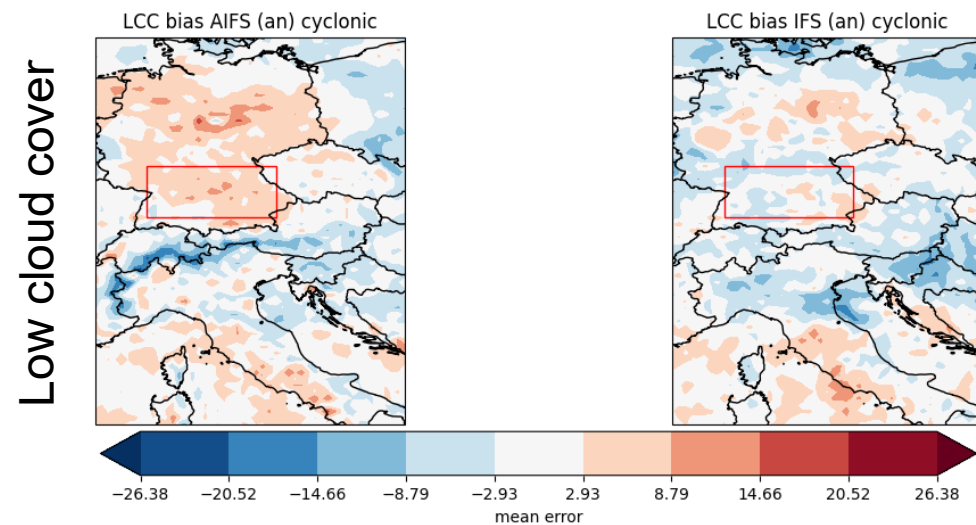 Low cloud cover
LCC bias AIFS (an) cyclonic
LCC bias IFS (an) cyclonic
−26.38 −20.52 −14.66 −8.79 −2.93 2.93 8.79 14.66 20.52 26.38
mean error